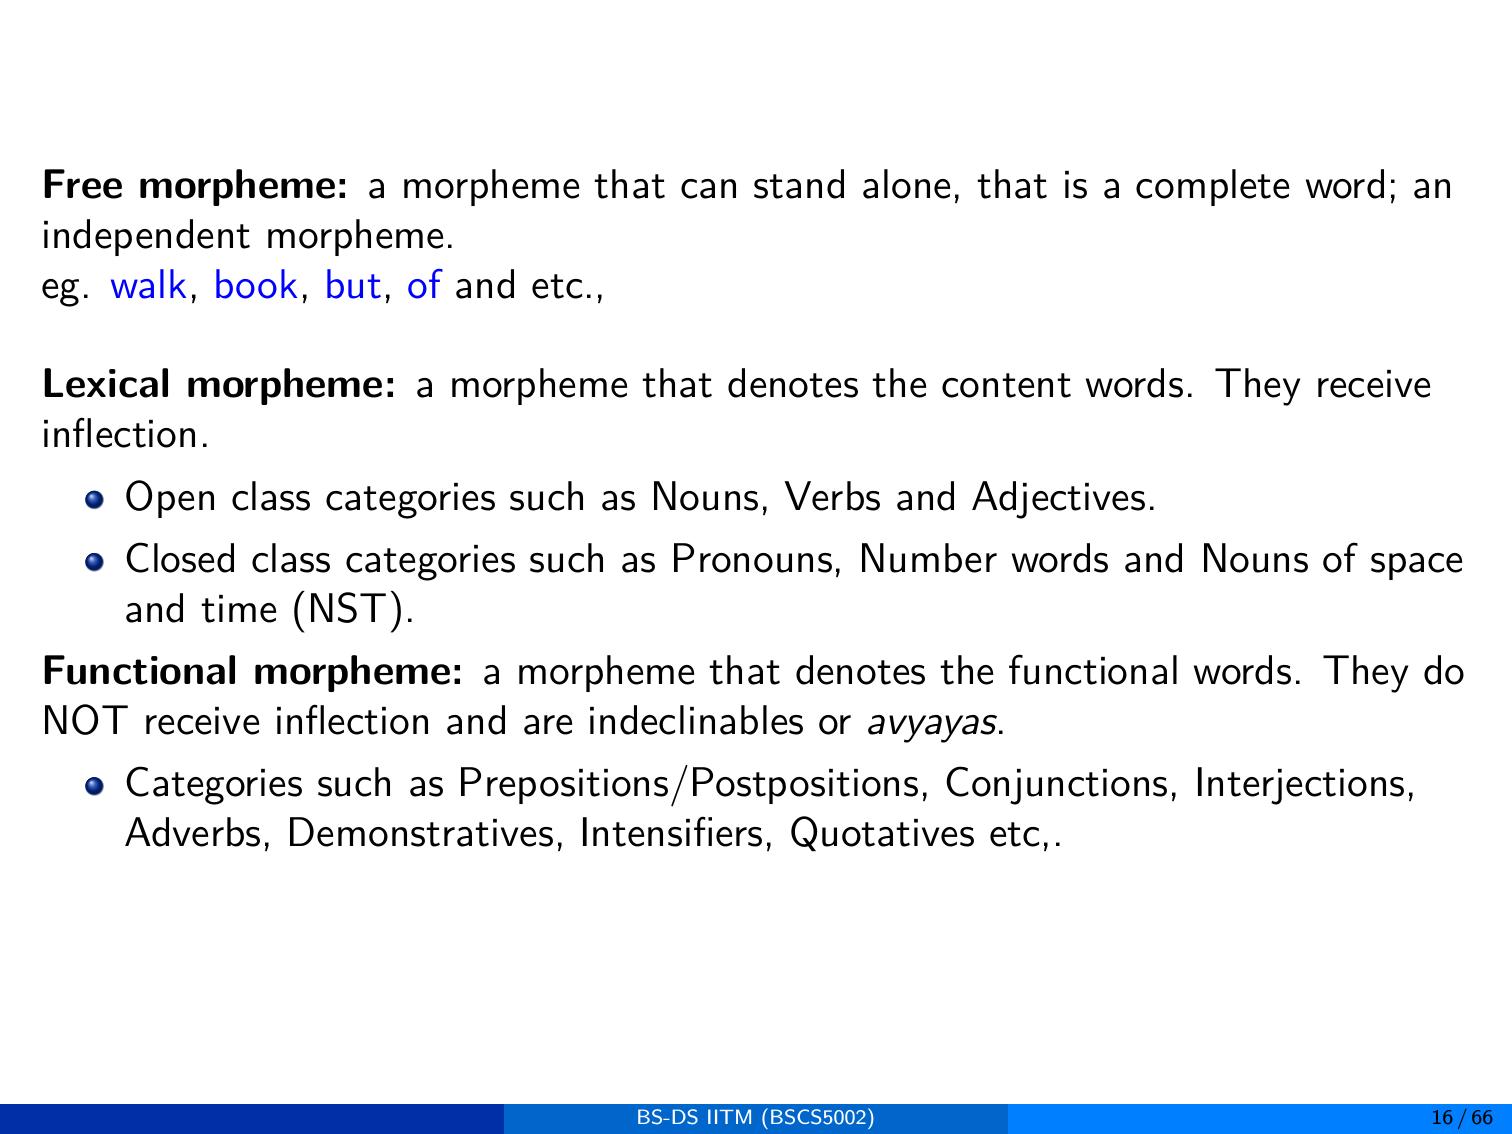 Free morpheme: a morpheme that can stand alone, that is a complete word; an
independent morpheme.
eg. walk, book, but, of and etc.,
Lexical morpheme: a morpheme that denotes the content words. They receive
inflection.
Open class categories such as Nouns, Verbs and Adjectives.
Closed class categories such as Pronouns, Number words and Nouns of space
and time (NST).
Functional morpheme: a morpheme that denotes the functional words. They do
NOT receive inflection and are indeclinables or avyayas.
Categories such as Prepositions/Postpositions, Conjunctions, Interjections,
Adverbs, Demonstratives, Intensifiers, Quotatives etc,.
BS-DS IITM (BSCS5002)
16 / 66